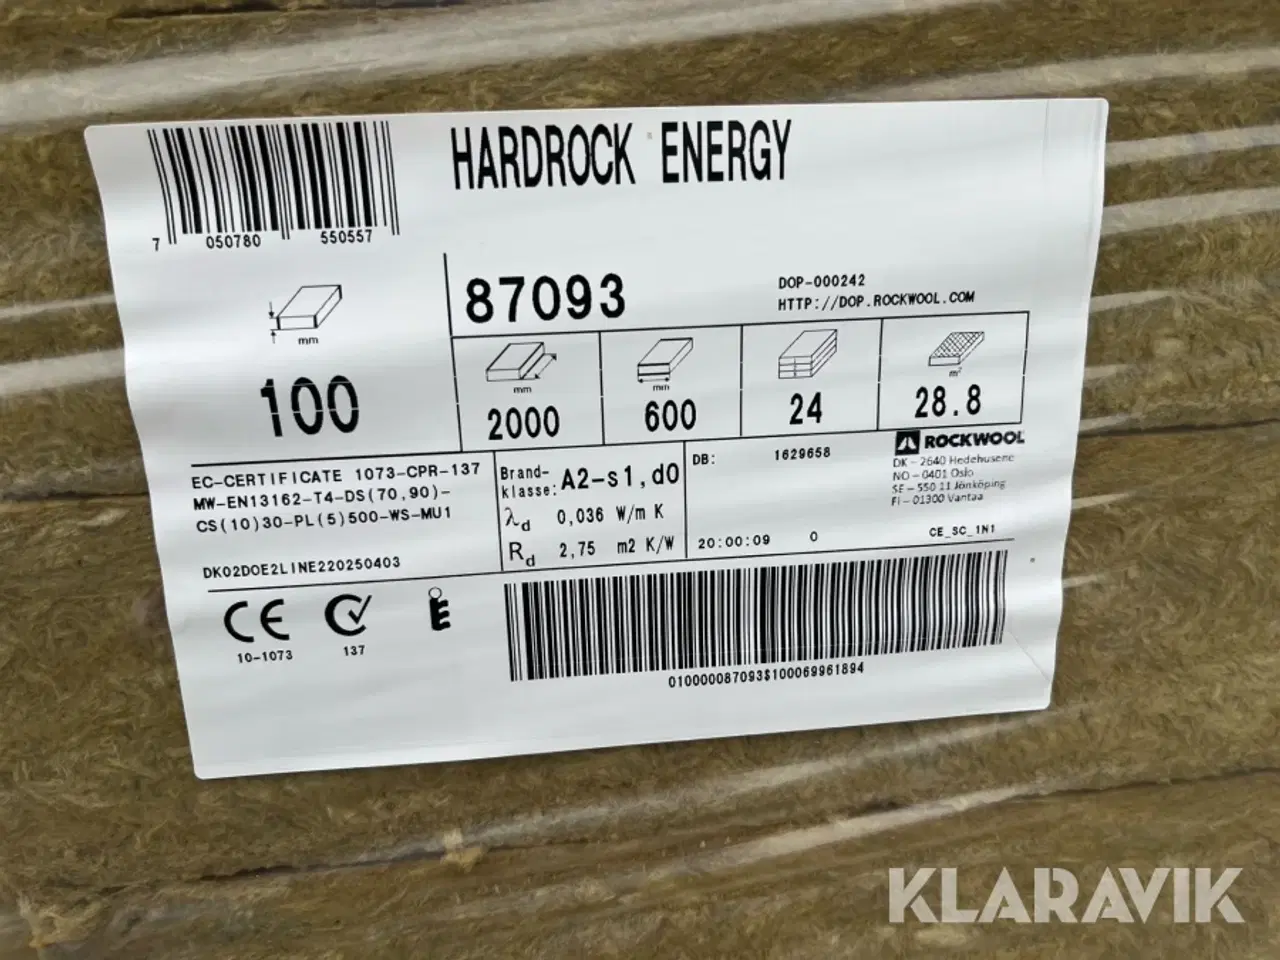 HARDROCK ENERGY
7 050780 550557
87093
DOP-000242
HTTP://DOP.ROCKWOOL.COM
mm
100
mm
2000
mm
600
24
m²
28.8
EC-CERTIFICATE 1073-CPR-137
MW-EN13162-T4-DS(70,90)-
CS(10)30-PL(5)500-WS-MU1
DK02DOE2LINE220250403
Brand-
klasse: A2-s1,d0
λd 0,036 W/m K
Rd 2,75 m2 K/W
DB: 1629658
20:00:09 0
ROCKWOOL
DK - 2640 Hedehusene
NO - 0401 Oslo
SE - 550 11 Jönköping
FI - 01300 Vantaa
CE_SC_1N1
CE
10-1073
137
010000087093$100069961894
KLARAVIK